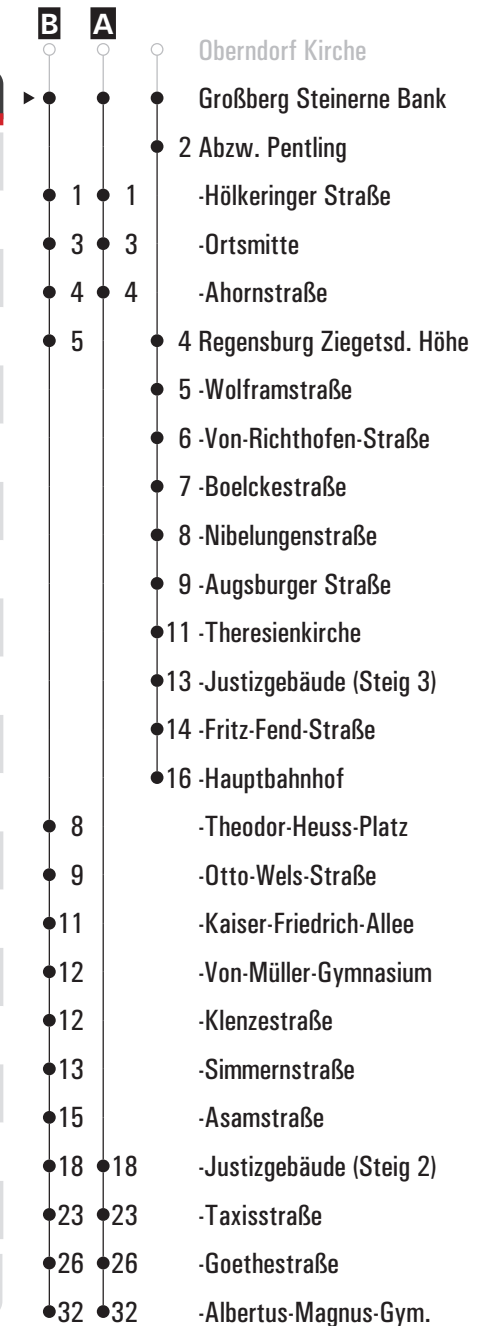 B A
Oberndorf Kirche
Großberg Steinerne Bank
2 Abzw. Pentling
1 1 -Hölkeringer Straße
3 3 -Ortsmitte
4 4 -Ahornstraße
5 4 Regensburg Ziegetsd. Höhe
5 -Wolframstraße
6 -Von-Richthofen-Straße
7 -Boelckestraße
8 -Nibelungenstraße
9 -Augsburger Straße
11 -Theresienkirche
13 -Justizgebäude (Steig 3)
14 -Fritz-Fend-Straße
16 -Hauptbahnhof
8 -Theodor-Heuss-Platz
9 -Otto-Wels-Straße
11 -Kaiser-Friedrich-Allee
12 -Von-Müller-Gymnasium
12 -Klenzestraße
13 -Simmernstraße
15 -Asamstraße
18 18 -Justizgebäude (Steig 2)
23 23 -Taxisstraße
26 26 -Goethestraße
32 32 -Albertus-Magnus-Gym.